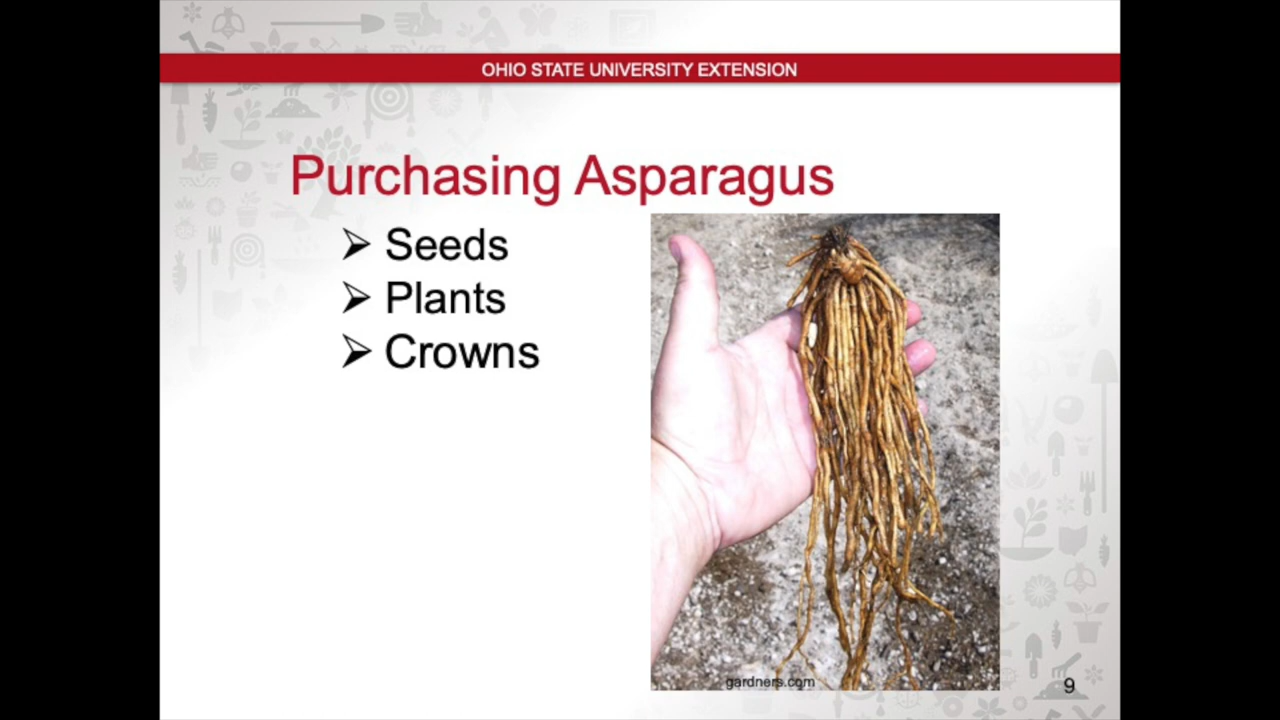 OHIO STATE UNIVERSITY EXTENSION
Purchasing Asparagus
➢ Seeds
➢ Plants
➢ Crowns
gardners.com
9